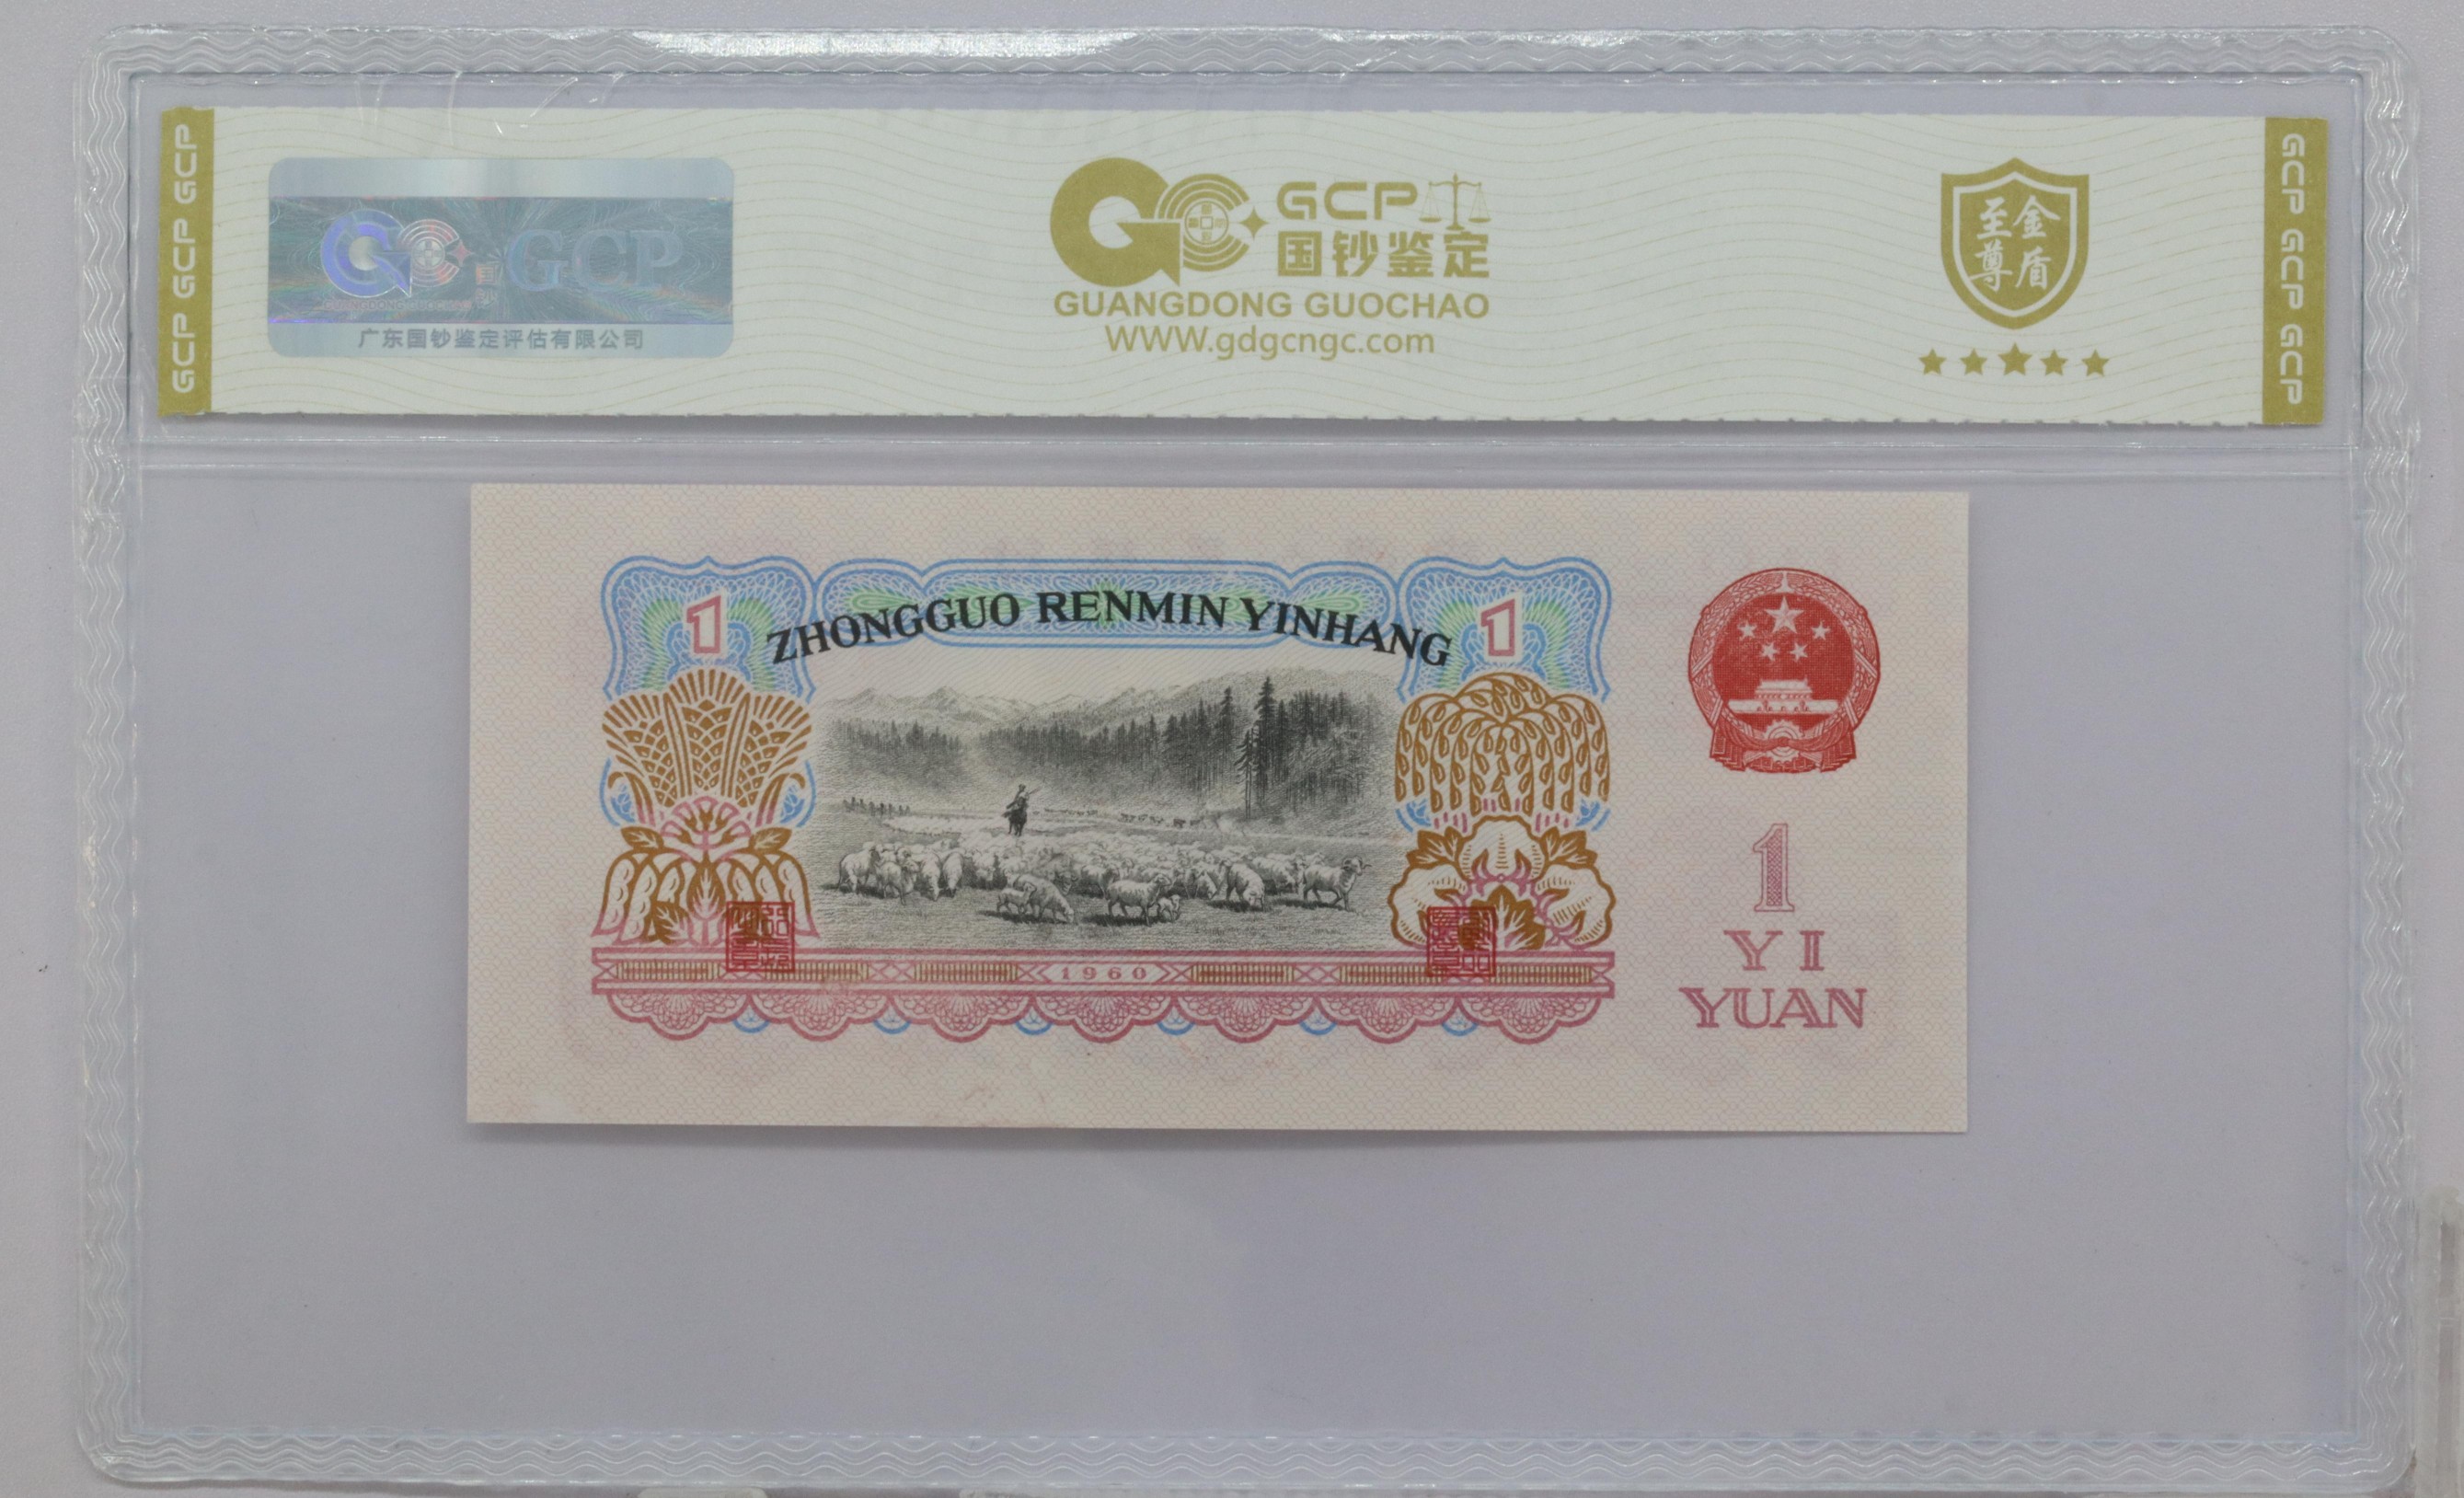 GCP GCP GCP
GCP
GUANGDONG GUOCHAO
广东国钞鉴定评估有限公司
GCP
国钞鉴定
GUANGDONG GUOCHAO
WWW.gdgcngc.com
至尊
金盾
GCP GCP GCP
1
ZHONGGUO RENMIN YINHANG
1
1960
1
YI
YUAN